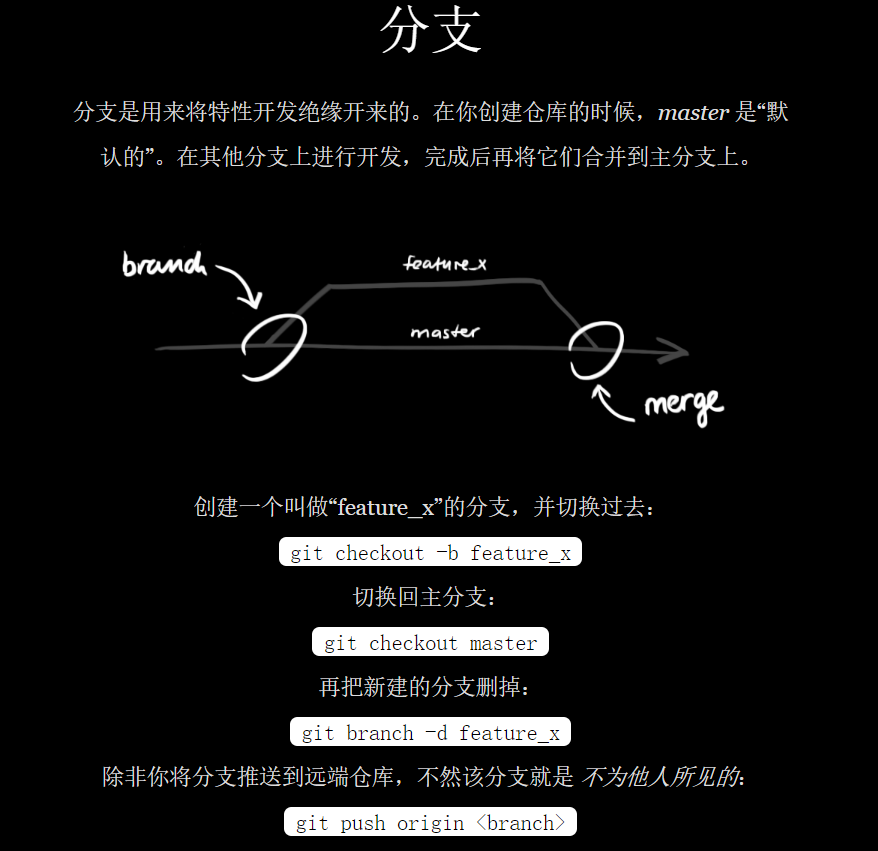 分支
分支是用来将特性开发绝缘开来的。在你创建仓库的时候，master 是“默
认的”。在其他分支上进行开发，完成后再将它们合并到主分支上。
branch
feature_x
master
merge
创建一个叫做“feature_x”的分支，并切换过去：
git checkout -b feature_x
切换回主分支：
git checkout master
再把新建的分支删掉：
git branch -d feature_x
除非你将分支推送到远端仓库，不然该分支就是 不为他人所见的：
git push origin <branch>